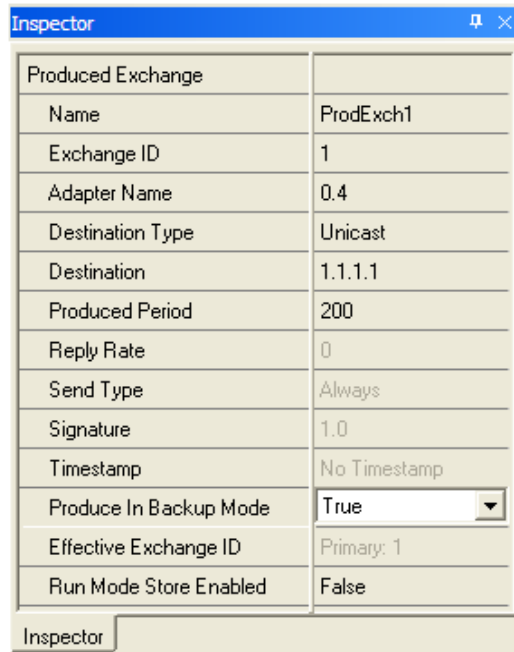 Inspector
Produced Exchange
Name ProdExch1
Exchange ID 1
Adapter Name 0.4
Destination Type Unicast
Destination 1.1.1.1
Produced Period 200
Reply Rate 0
Send Type Always
Signature 1.0
Timestamp No Timestamp
Produce In Backup Mode True
Effective Exchange ID Primary: 1
Run Mode Store Enabled False
Inspector